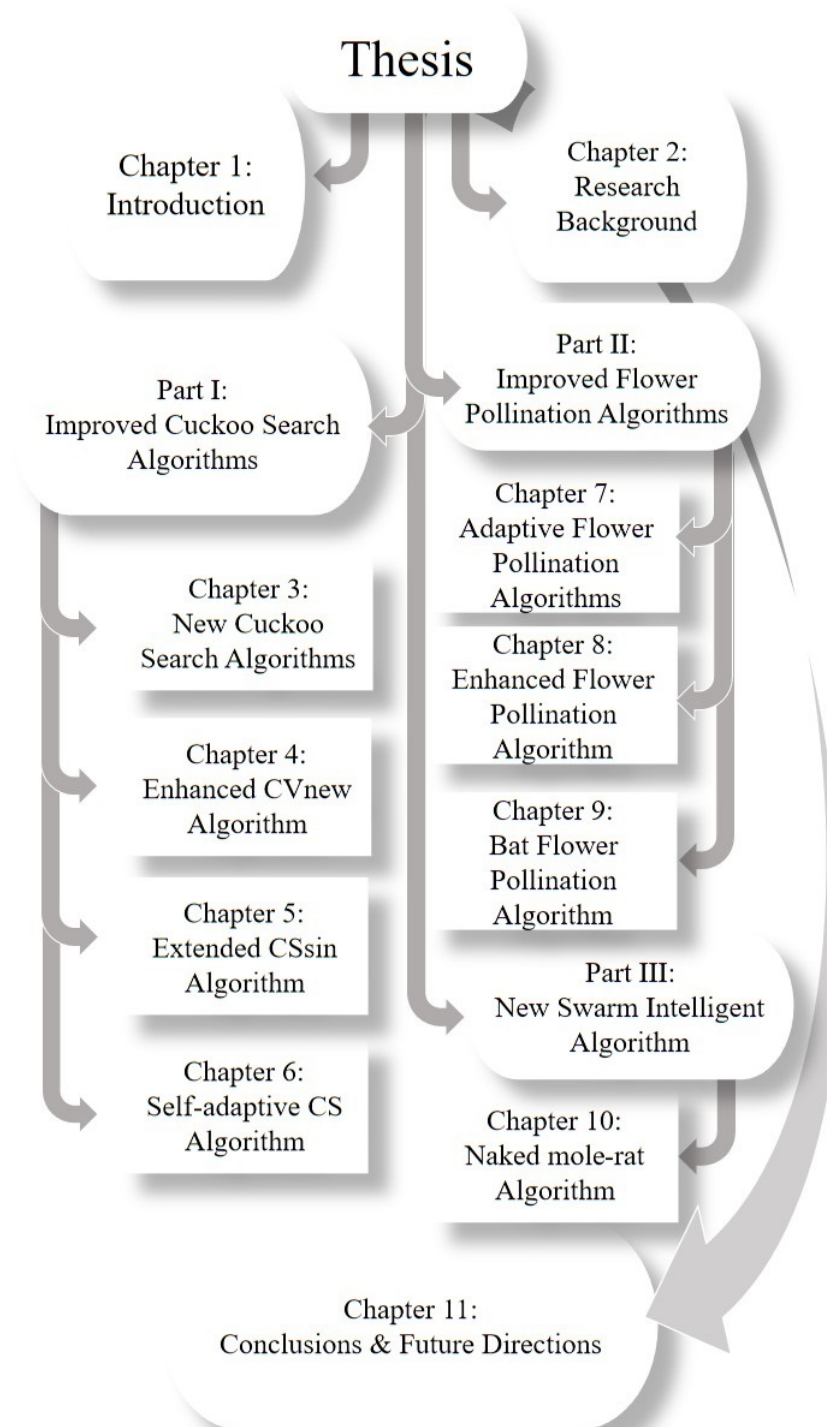 Thesis
Chapter 1:
Introduction
Chapter 2:
Research
Background
Part I:
Improved Cuckoo Search
Algorithms
Chapter 3:
New Cuckoo
Search Algorithms
Chapter 4:
Enhanced CVnew
Algorithm
Chapter 5:
Extended CSsin
Algorithm
Chapter 6:
Self-adaptive CS
Algorithm
Part II:
Improved Flower
Pollination Algorithms
Chapter 7:
Adaptive Flower
Pollination
Algorithms
Chapter 8:
Enhanced Flower
Pollination
Algorithm
Chapter 9:
Bat Flower
Pollination
Algorithm
Part III:
New Swarm Intelligent
Algorithm
Chapter 10:
Naked mole-rat
Algorithm
Chapter 11:
Conclusions & Future Directions